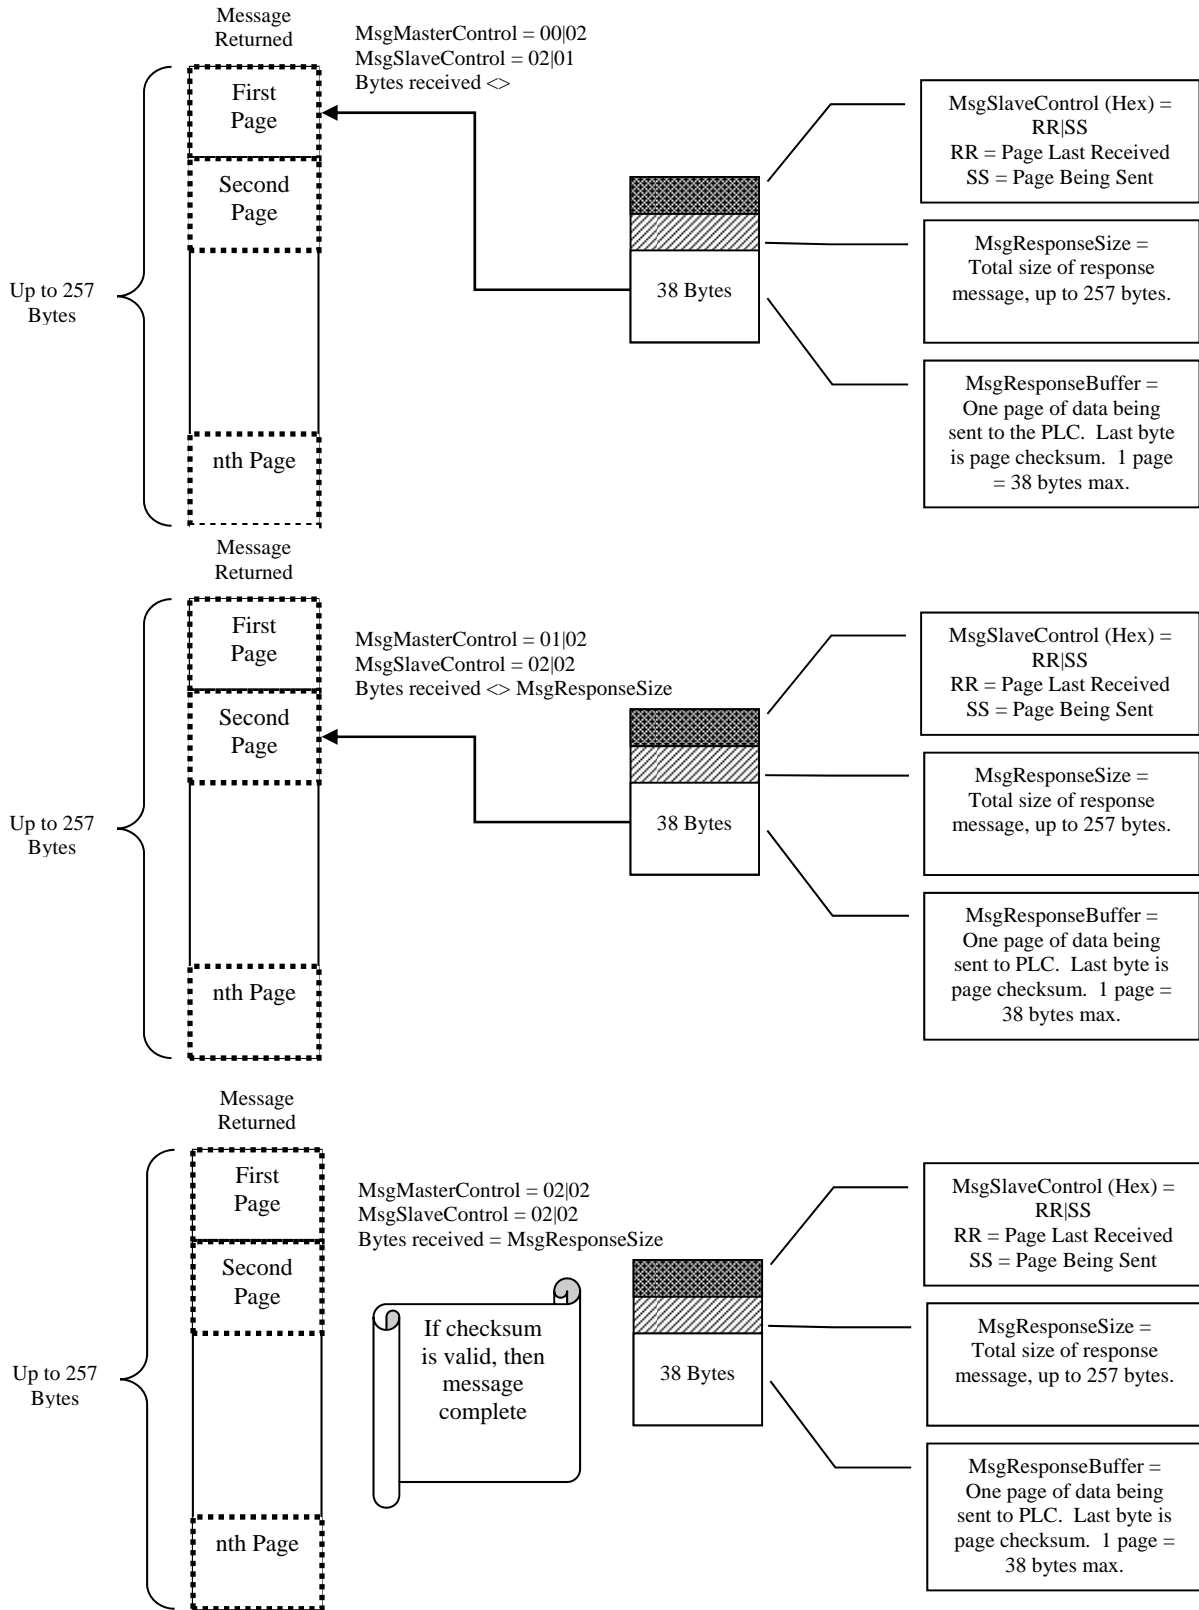 Message
Returned
MsgMasterControl = 00|02
MsgSlaveControl = 02|01
Bytes received <>
First
Page
Second
Page
Up to 257
Bytes
nth Page
38 Bytes
MsgSlaveControl (Hex) =
RR|SS
RR = Page Last Received
SS = Page Being Sent
MsgResponseSize =
Total size of response
message, up to 257 bytes.
MsgResponseBuffer =
One page of data being
sent to the PLC.  Last byte
is page checksum.  1 page
= 38 bytes max.
Message
Returned
MsgMasterControl = 01|02
MsgSlaveControl = 02|02
Bytes received <> MsgResponseSize
First
Page
Second
Page
Up to 257
Bytes
nth Page
38 Bytes
MsgSlaveControl (Hex) =
RR|SS
RR = Page Last Received
SS = Page Being Sent
MsgResponseSize =
Total size of response
message, up to 257 bytes.
MsgResponseBuffer =
One page of data being
sent to PLC.  Last byte is
page checksum.  1 page =
38 bytes max.
Message
Returned
MsgMasterControl = 02|02
MsgSlaveControl = 02|02
Bytes received = MsgResponseSize
First
Page
Second
Page
Up to 257
Bytes
nth Page
If checksum
is valid, then
message
complete
38 Bytes
MsgSlaveControl (Hex) =
RR|SS
RR = Page Last Received
SS = Page Being Sent
MsgResponseSize =
Total size of response
message, up to 257 bytes.
MsgResponseBuffer =
One page of data being
sent to PLC.  Last byte is
page checksum.  1 page =
38 bytes max.